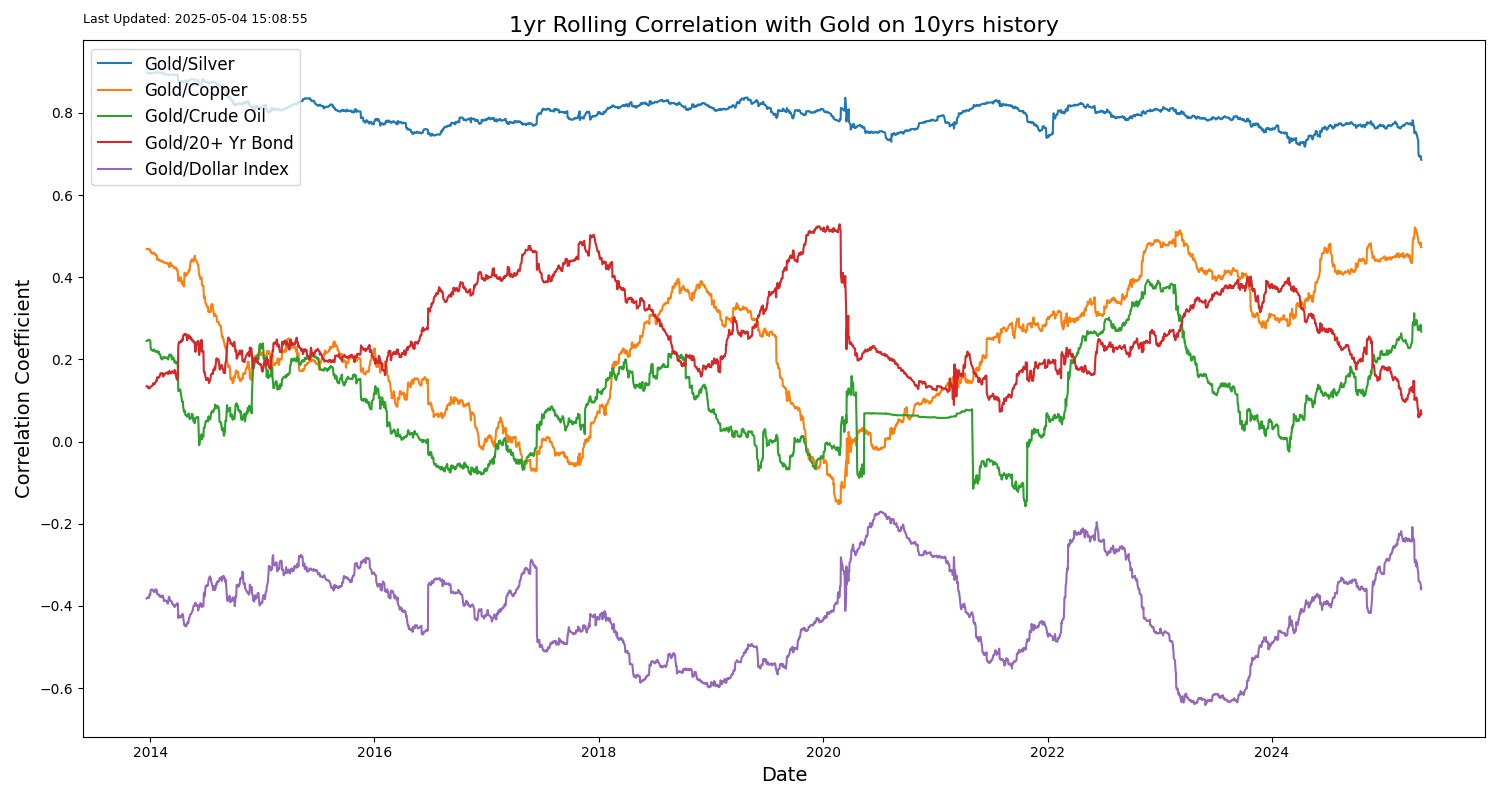 Last Updated: 2025-05-04 15:08:55
1yr Rolling Correlation with Gold on 10yrs history
Gold/Silver
Gold/Copper
Gold/Crude Oil
Gold/20+ Yr Bond
Gold/Dollar Index
0.8
0.6
0.4
0.2
0.0
−0.2
−0.4
−0.6
Correlation Coefficient
2014
2016
2018
2020
2022
2024
Date